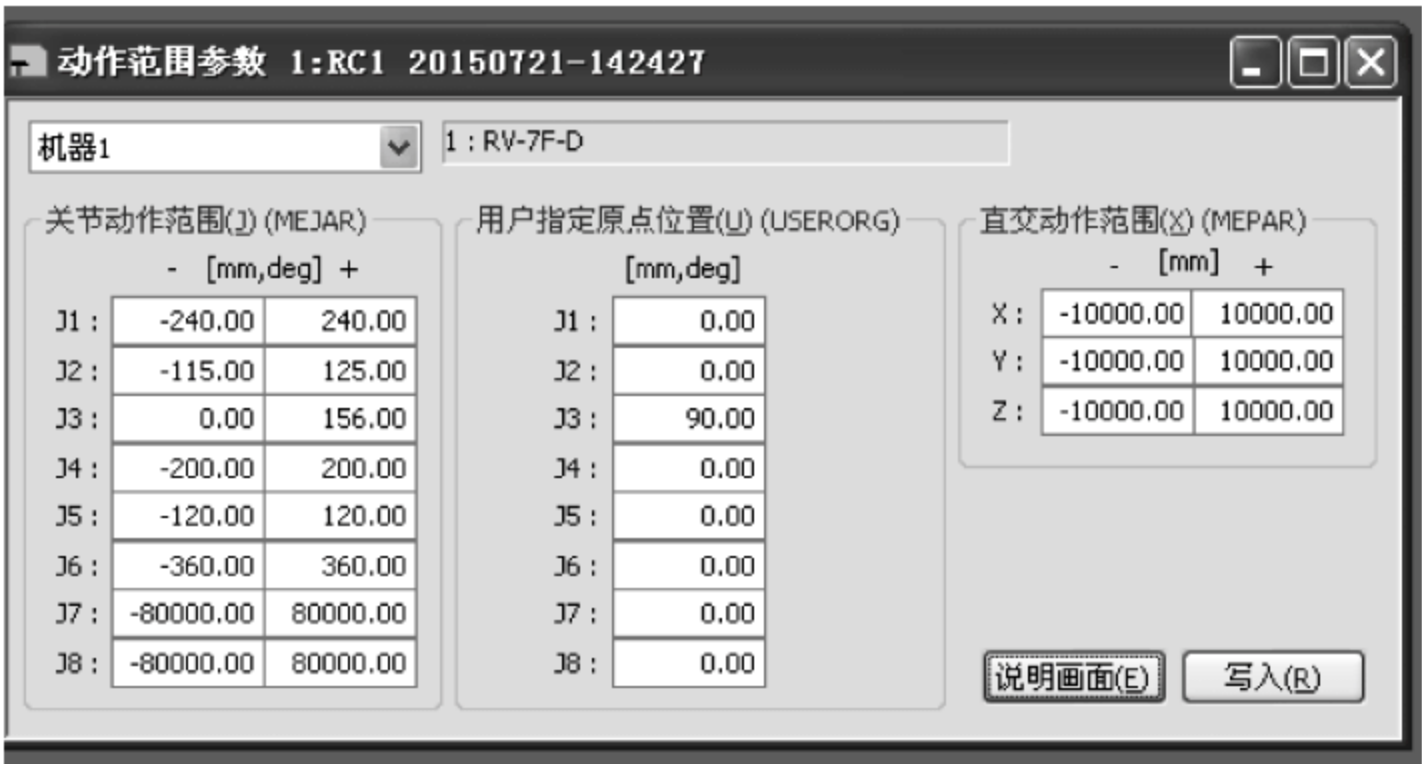 动作范围参数 1:RC1 20150721-142427
机器1
1 : RV-7F-D
关节动作范围(J) (MEJAR)
- [mm,deg] +
J1 : -240.00 240.00
J2 : -115.00 125.00
J3 : 0.00 156.00
J4 : -200.00 200.00
J5 : -120.00 120.00
J6 : -360.00 360.00
J7 : -80000.00 80000.00
J8 : -80000.00 80000.00
用户指定原点位置(U) (USERORG)
[mm,deg]
J1 : 0.00
J2 : 0.00
J3 : 90.00
J4 : 0.00
J5 : 0.00
J6 : 0.00
J7 : 0.00
J8 : 0.00
直交动作范围(X) (MEPAR)
- [mm] +
X : -10000.00 10000.00
Y : -10000.00 10000.00
Z : -10000.00 10000.00
说明画面(E)
写入(R)